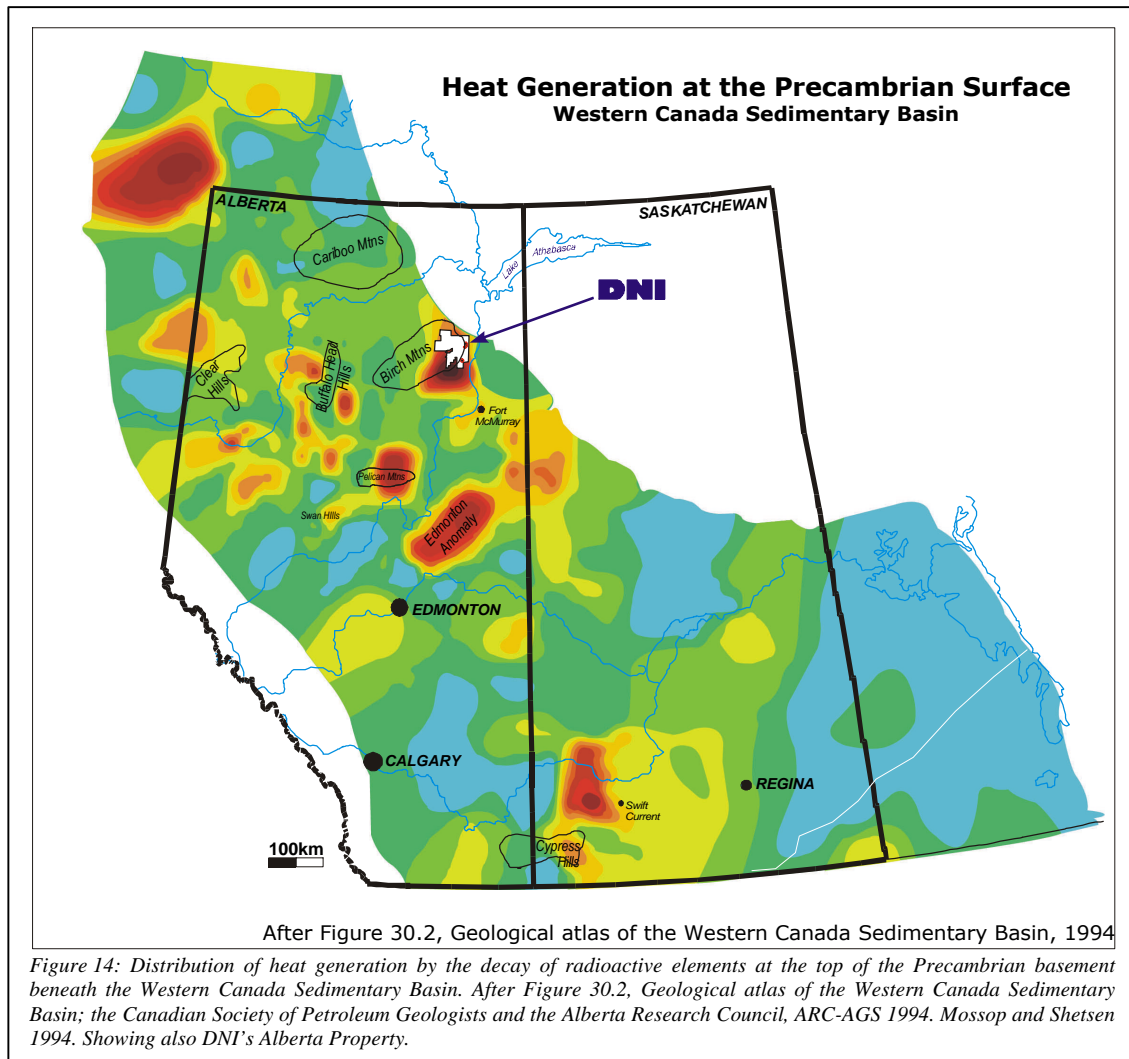 Heat Generation at the Precambrian Surface
Western Canada Sedimentary Basin
ALBERTA
SASKATCHEWAN
Cariboo Mtns
Lake
Athabasca
DNI
Birch Mtns
Buffalo Head
Hills
Clear
Hills
Fort
McMurray
Pelican Mtns
Swan HIlls
Edmonton
Anomaly
EDMONTON
CALGARY
REGINA
Swift
Current
Cypress
Hills
100km
After Figure 30.2, Geological atlas of the Western Canada Sedimentary Basin, 1994
Figure 14: Distribution of heat generation by the decay of radioactive elements at the top of the Precambrian basement
beneath the Western Canada Sedimentary Basin. After Figure 30.2, Geological atlas of the Western Canada Sedimentary
Basin; the Canadian Society of Petroleum Geologists and the Alberta Research Council, ARC-AGS 1994. Mossop and Shetsen
1994. Showing also DNI's Alberta Property.